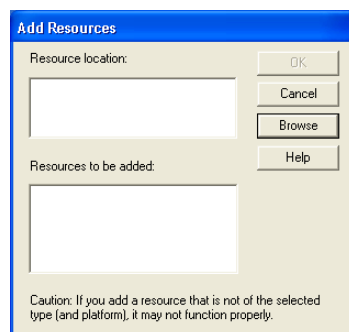 Add Resources
Resource location:
OK
Cancel
Browse
Help
Resources to be added:
Caution: If you add a resource that is not of the selected
type (and platform), it may not function properly.